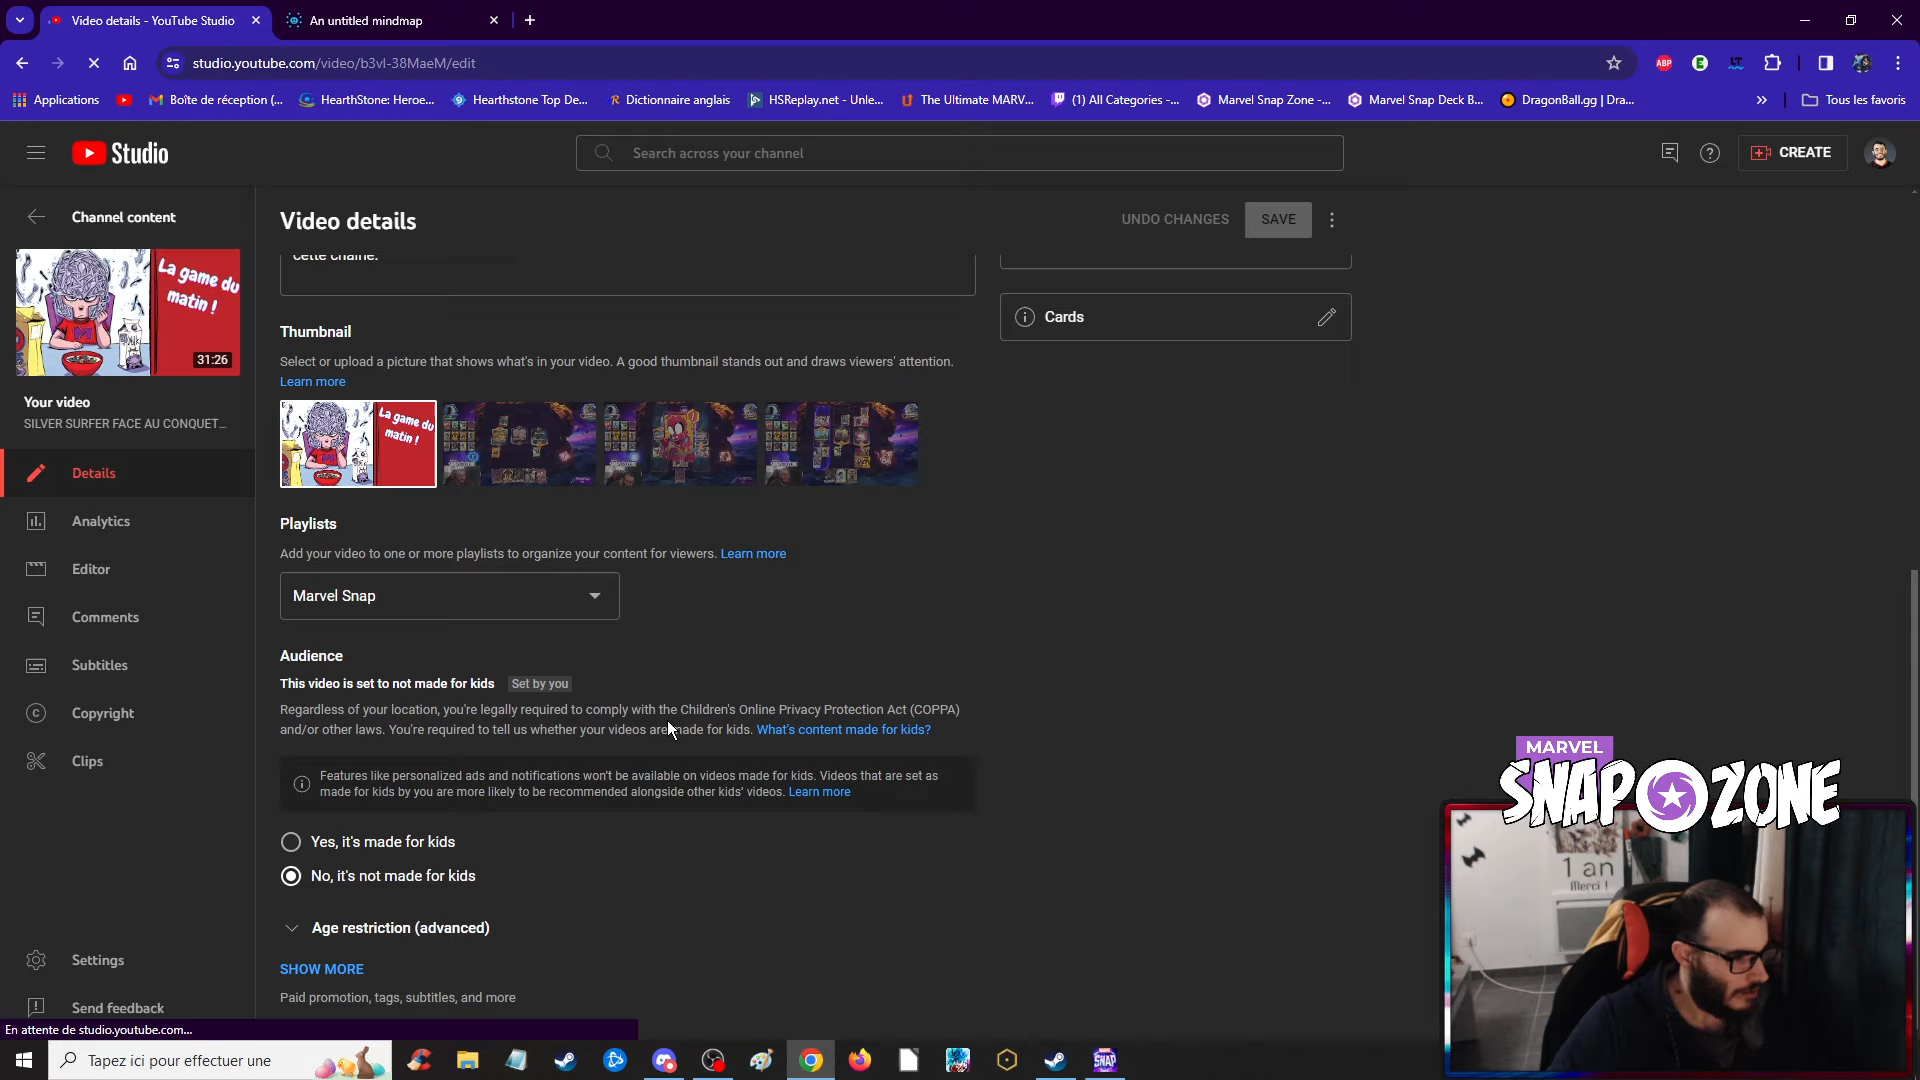 Video details - YouTube Studio
An untitled mindmap
studio.youtube.com/video/b3vI-38MaeM/edit
ABP
Applications
Boîte de réception (...
HearthStone: Heroe...
Hearthstone Top De...
Dictionnaire anglais
HSReplay.net - Unle...
The Ultimate MARV...
(1) All Categories -...
Marvel Snap Zone -...
Marvel Snap Deck B...
DragonBall.gg | Dra...
Tous les favoris
Studio
Search across your channel
CREATE
Channel content
Video details
UNDO CHANGES
SAVE
cette chaîne.
La game du
matin !
31:26
Cards
Thumbnail
Select or upload a picture that shows what's in your video. A good thumbnail stands out and draws viewers' attention.
Learn more
La game du
matin !
Your video
SILVER SURFER FACE AU CONQUET...
Details
Analytics
Editor
Comments
Subtitles
Copyright
Clips
Settings
Send feedback
Playlists
Add your video to one or more playlists to organize your content for viewers. Learn more
Marvel Snap
Audience
This video is set to not made for kids
Set by you
Regardless of your location, you're legally required to comply with the Children's Online Privacy Protection Act (COPPA)
and/or other laws. You're required to tell us whether your videos are made for kids. What's content made for kids?
Features like personalized ads and notifications won't be available on videos made for kids. Videos that are set as
made for kids by you are more likely to be recommended alongside other kids' videos. Learn more
Yes, it's made for kids
No, it's not made for kids
Age restriction (advanced)
SHOW MORE
Paid promotion, tags, subtitles, and more
MARVEL
SNAP ZONE
1 an
Merci !
En attente de studio.youtube.com...
Tapez ici pour effectuer une
SNAP